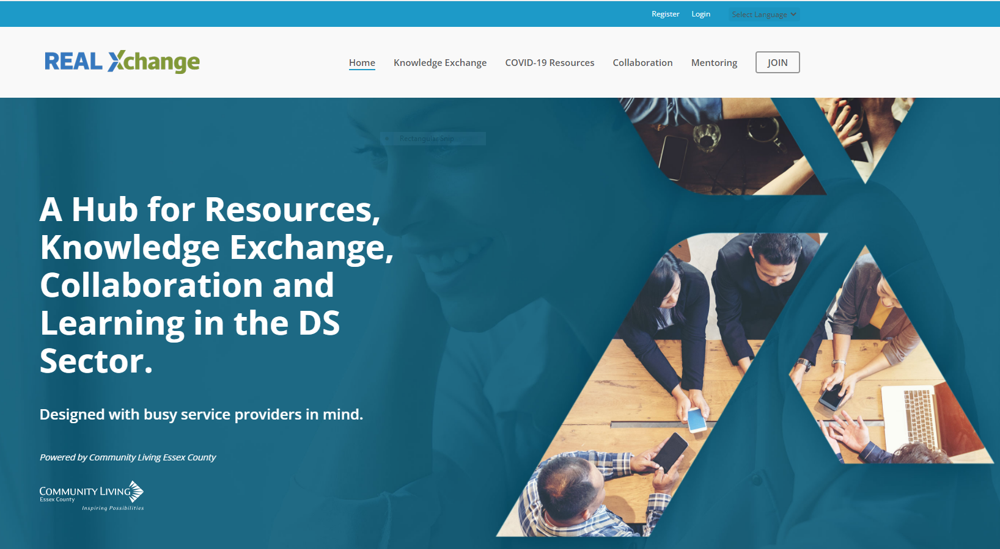 Register Login Select Language
REAL Xchange
Home Knowledge Exchange COVID-19 Resources Collaboration Mentoring JOIN
Rectangular Snip
A Hub for Resources,
Knowledge Exchange,
Collaboration and
Learning in the DS
Sector.
Designed with busy service providers in mind.
Powered by Community Living Essex County
COMMUNITY LIVING
Essex County
Inspiring Possibilities